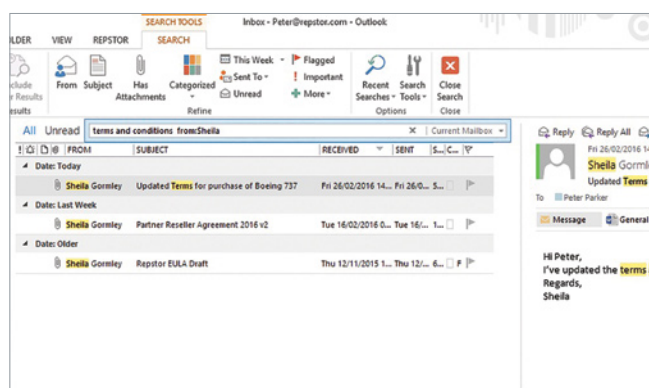 SEARCH TOOLS Inbox - Peter@repstor.com - Outlook
LDER VIEW REPSTOR SEARCH
This Week Flagged
Sent To Important
Unread More
clude From Subject Has Categorized Recent Search Close
r Results Attachments Searches Tools Search
esults Refine Options Close
All Unread terms and conditions from:Sheila Current Mailbox
FROM SUBJECT RECEIVED SENT S... C...
Date: Today
Sheila Gormley Updated Terms for purchase of Boeing 737 Fri 26/02/2016 14... Fri 26/0... 5...
Date: Last Week
Sheila Gormley Partner Reseller Agreement 2016 v2 Tue 16/02/2016 0... Tue 16/... 1...
Date: Older
Sheila Gormley Repstor EULA Draft Thu 12/11/2015 1... Thu 12/... 6... F
Reply Reply All
Fri 26/02/2016 14
Sheila Gormle
Updated Terms
To Peter Parker
Message General
Hi Peter,
I've updated the terms
Regards,
Sheila